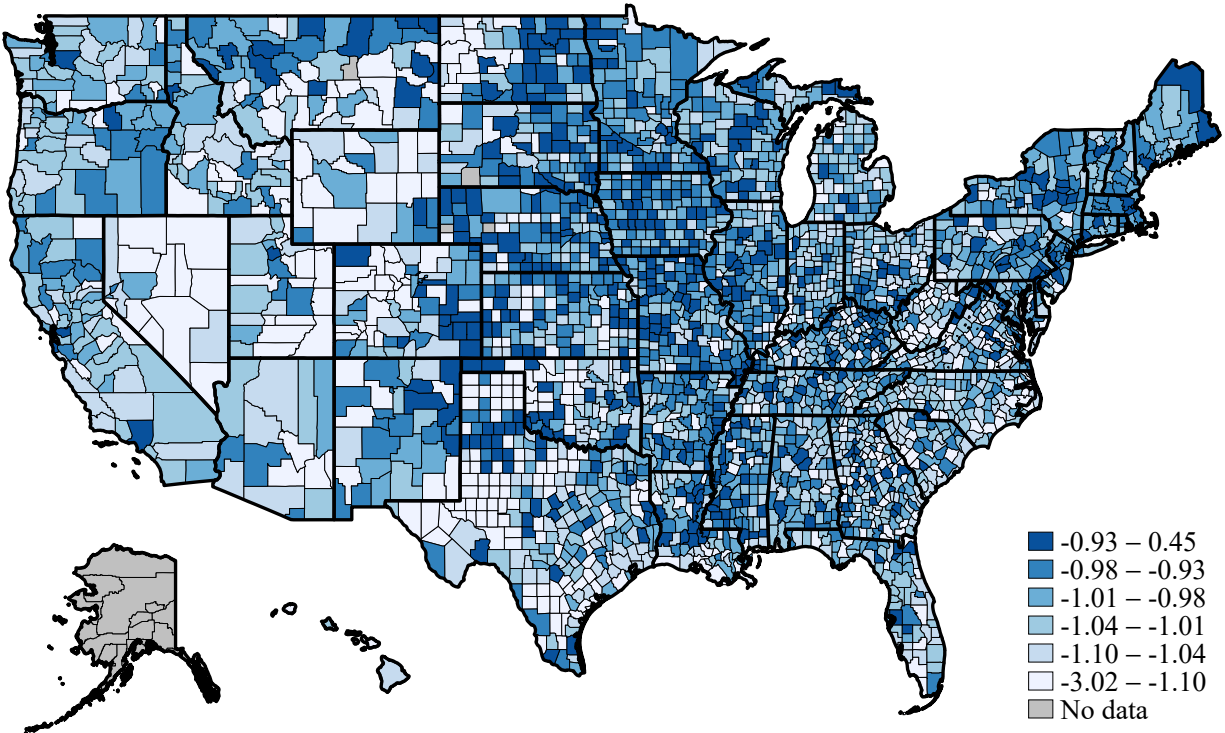 -0.93 – 0.45
-0.98 – -0.93
-1.01 – -0.98
-1.04 – -1.01
-1.10 – -1.04
-3.02 – -1.10
No data